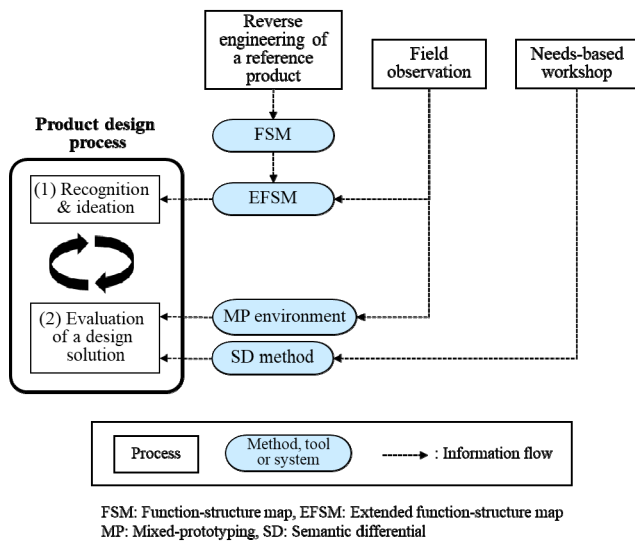 Reverse
engineering of
a reference
product
Field
observation
Needs-based
workshop
Product design
process
FSM
(1) Recognition
& ideation
EFSM
(2) Evaluation
of a design
solution
MP environment
SD method
Process
Method, tool
or system
: Information flow
FSM: Function-structure map, EFSM: Extended function-structure map
MP: Mixed-prototyping, SD: Semantic differential